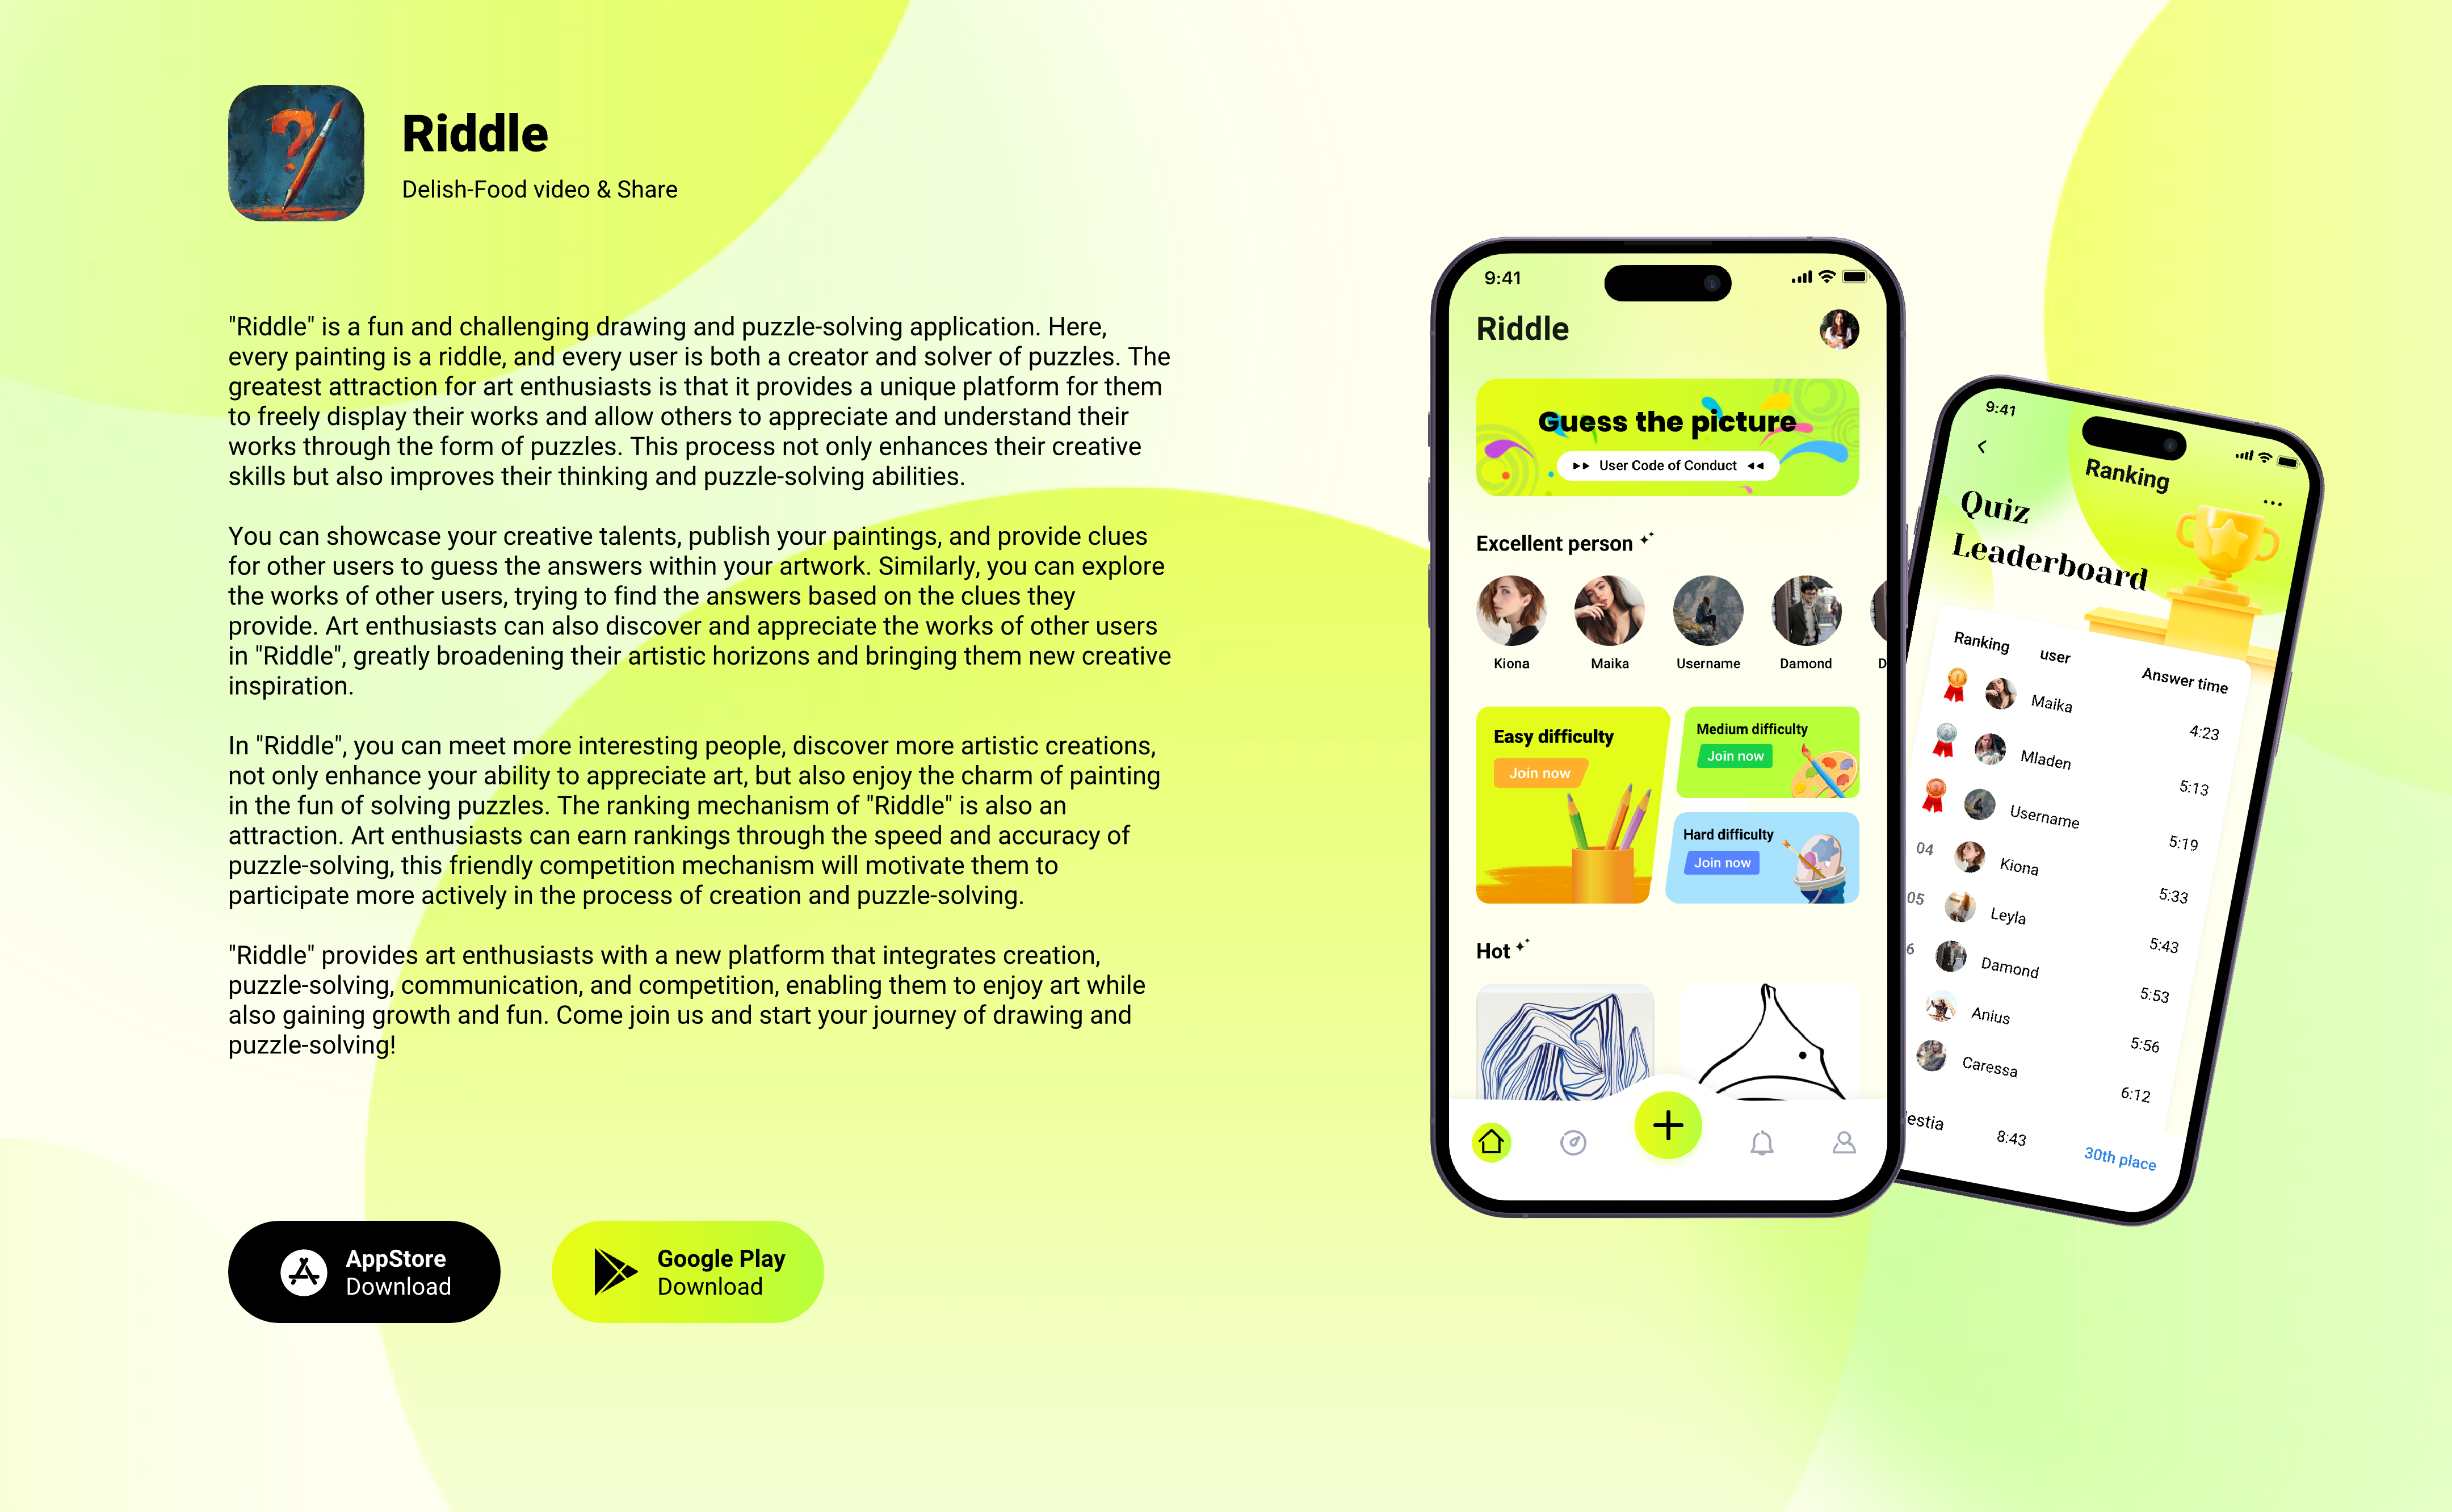 Riddle
Delish-Food video & Share
"Riddle" is a fun and challenging drawing and puzzle-solving application. Here,
every painting is a riddle, and every user is both a creator and solver of puzzles. The
greatest attraction for art enthusiasts is that it provides a unique platform for them
to freely display their works and allow others to appreciate and understand their
works through the form of puzzles. This process not only enhances their creative
skills but also improves their thinking and puzzle-solving abilities.
You can showcase your creative talents, publish your paintings, and provide clues
for other users to guess the answers within your artwork. Similarly, you can explore
the works of other users, trying to find the answers based on the clues they
provide. Art enthusiasts can also discover and appreciate the works of other users
in "Riddle", greatly broadening their artistic horizons and bringing them new creative
inspiration.
In "Riddle", you can meet more interesting people, discover more artistic creations,
not only enhance your ability to appreciate art, but also enjoy the charm of painting
in the fun of solving puzzles. The ranking mechanism of "Riddle" is also an
attraction. Art enthusiasts can earn rankings through the speed and accuracy of
puzzle-solving, this friendly competition mechanism will motivate them to
participate more actively in the process of creation and puzzle-solving.
"Riddle" provides art enthusiasts with a new platform that integrates creation,
puzzle-solving, communication, and competition, enabling them to enjoy art while
also gaining growth and fun. Come join us and start your journey of drawing and
puzzle-solving!
AppStore
Download
Google Play
Download
9:41
Riddle
Guess the picture
User Code of Conduct
Excellent person
Kiona Maika Username Damond D
Easy difficulty
Join now
Medium difficulty
Join now
Hard difficulty
Join now
Hot
9:41
Ranking
Quiz
Leaderboard
Ranking user Answer time
1 Maika 4:23
2 Mladen 5:13
3 Username 5:19
04 Kiona 5:33
05 Leyla 5:43
6 Damond 5:53
Anius 5:56
Caressa 6:12
estia 8:43 30th place